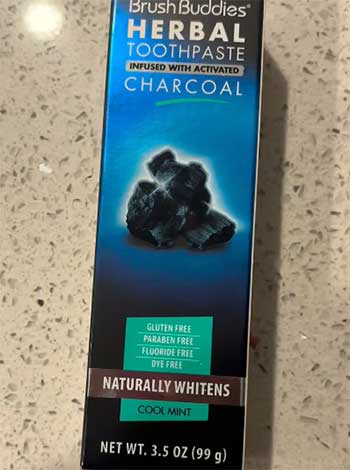 BrushBuddies®
HERBAL
TOOTHPASTE
INFUSED WITH ACTIVATED
CHARCOAL
GLUTEN FREE
PARABEN FREE
FLUORIDE FREE
DYE FREE
NATURALLY WHITENS
COOL MINT
NET WT. 3.5 OZ (99 g)